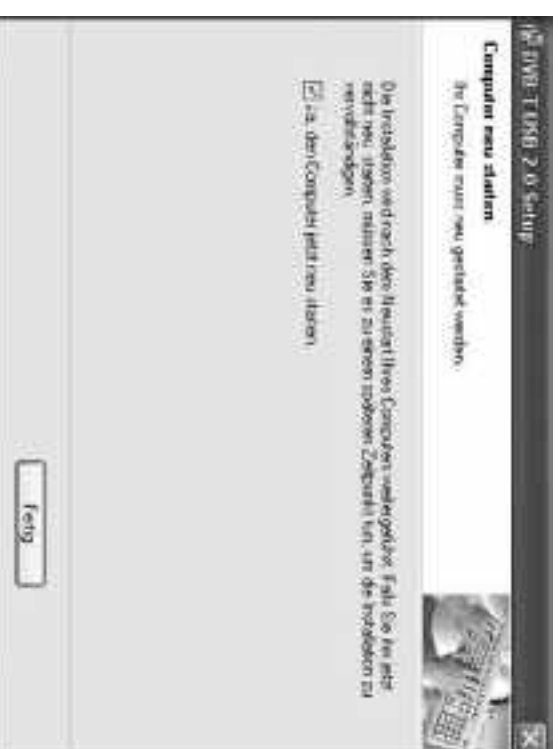 DVB-T USB 2.0 Setup
Computer neu starten
Ihr Computer muss neu gestartet werden.
Die Installation wird nach dem Neustart Ihres Computers weitergeführt. Falls Sie ihn jetzt
nicht neu starten, müssen Sie es zu einem späteren Zeitpunkt tun, um die Installation zu
vervollständigen.
Ja, den Computer jetzt neu starten.
Fertig